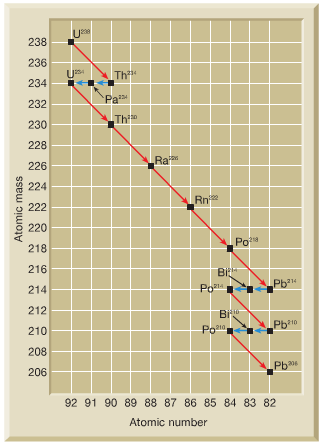 U238
238
236
U234
Th234
234
Pa234
232
Th230
230
228
Ra226
226
224
Rn222
222
220
Po218
218
216
Bi214
Po214
Pb214
214
212
Bi210
Po210
Pb210
210
208
Pb206
206
Atomic mass
92 91 90 89 88 87 86 85 84 83 82
Atomic number